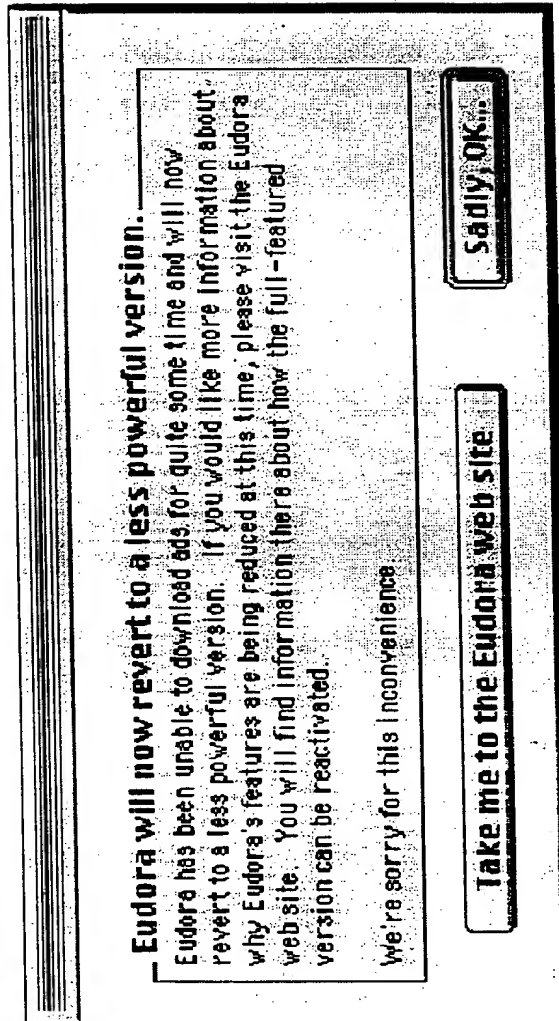 Eudora will now revert to a less powerful version.
Eudora has been unable to download ads for quite some time and will now
revert to a less powerful version. If you would like more information about
why Eudora's features are being reduced at this time, please visit the Eudora
web site. You will find information there about how the full-featured
version can be reactivated.
We're sorry for this inconvenience.
Take me to the Eudora web site
Sadly, OK...